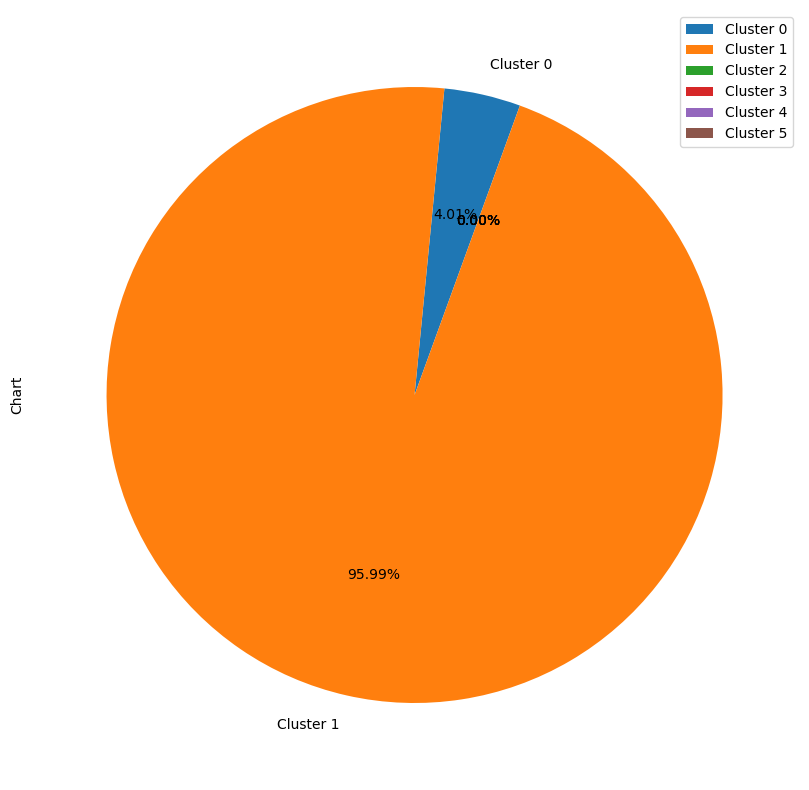 Cluster 0
Cluster 1
Cluster 2
Cluster 3
Cluster 4
Cluster 5
Cluster 0
4.01%
0.00%
Chart
95.99%
Cluster 1